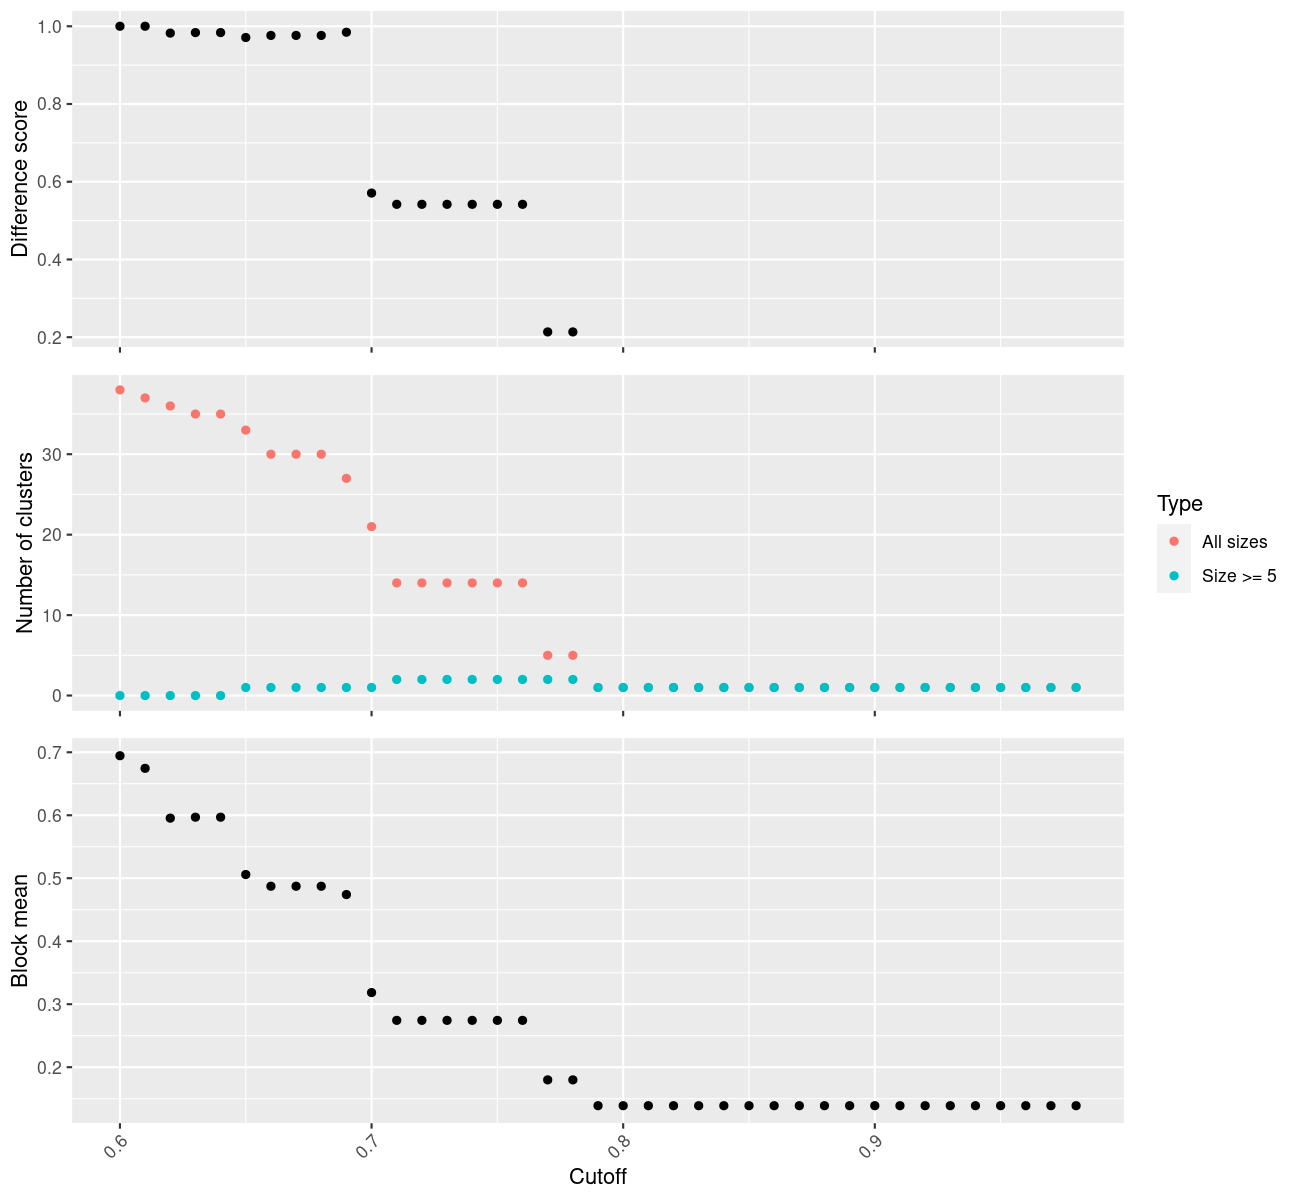 1.0
0.8
0.6
0.4
0.2
Difference score
30
20
10
0
Number of clusters
Type
All sizes
Size >= 5
0.7
0.6
0.5
0.4
0.3
0.2
Block mean
0.6
0.7
0.8
0.9
Cutoff